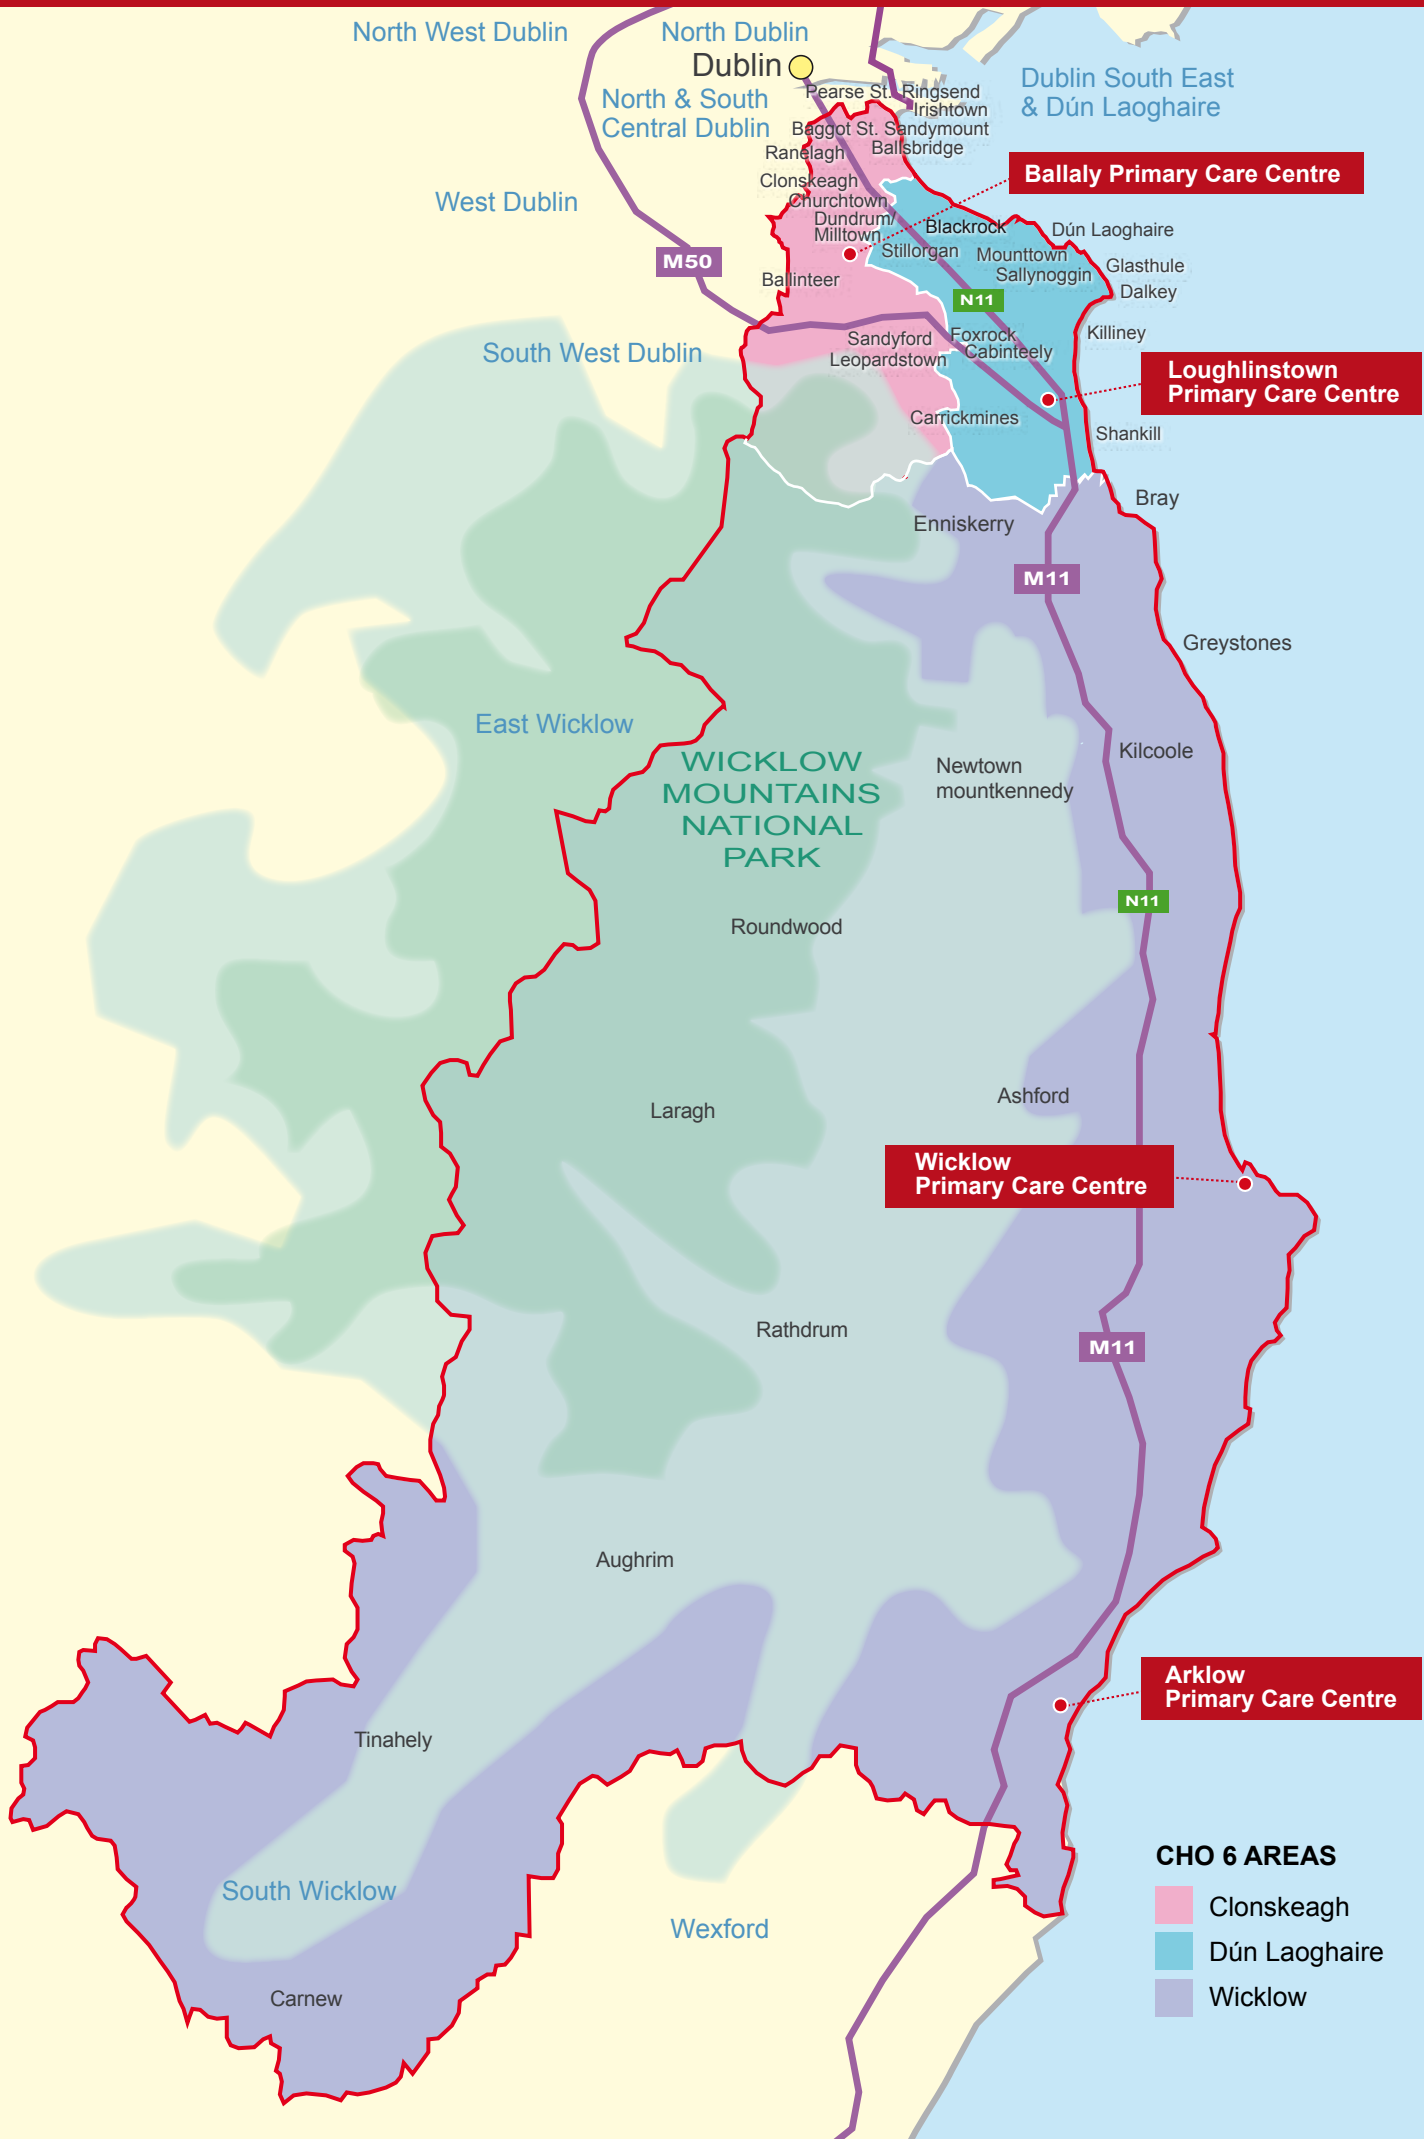 North West Dublin
North Dublin
Dublin
Dublin South East
& Dún Laoghaire
North & South
Central Dublin
Pearse St. Ringsend
Irishtown
Baggot St. Sandymount
Ranelagh
Ballsbridge
Ballaly Primary Care Centre
Clonskeagh
Churchtown
West Dublin
Dundrum/
Milltown
Blackrock
Dún Laoghaire
Stillorgan
Mounttown
Sallynoggin
M50
Glasthule
Ballinteer
Dalkey
N11
Killiney
Sandyford
Foxrock
South West Dublin
Leopardstown
Cabinteely
Loughlinstown
Primary Care Centre
Carrickmines
Shankill
Bray
Enniskerry
M11
Greystones
East Wicklow
WICKLOW
MOUNTAINS
NATIONAL
PARK
Kilcoole
Newtown
mountkennedy
N11
Roundwood
Ashford
Laragh
Wicklow
Primary Care Centre
Rathdrum
M11
Aughrim
Arklow
Primary Care Centre
Tinahely
South Wicklow
Wexford
Carnew
CHO 6 AREAS
Clonskeagh
Dún Laoghaire
Wicklow